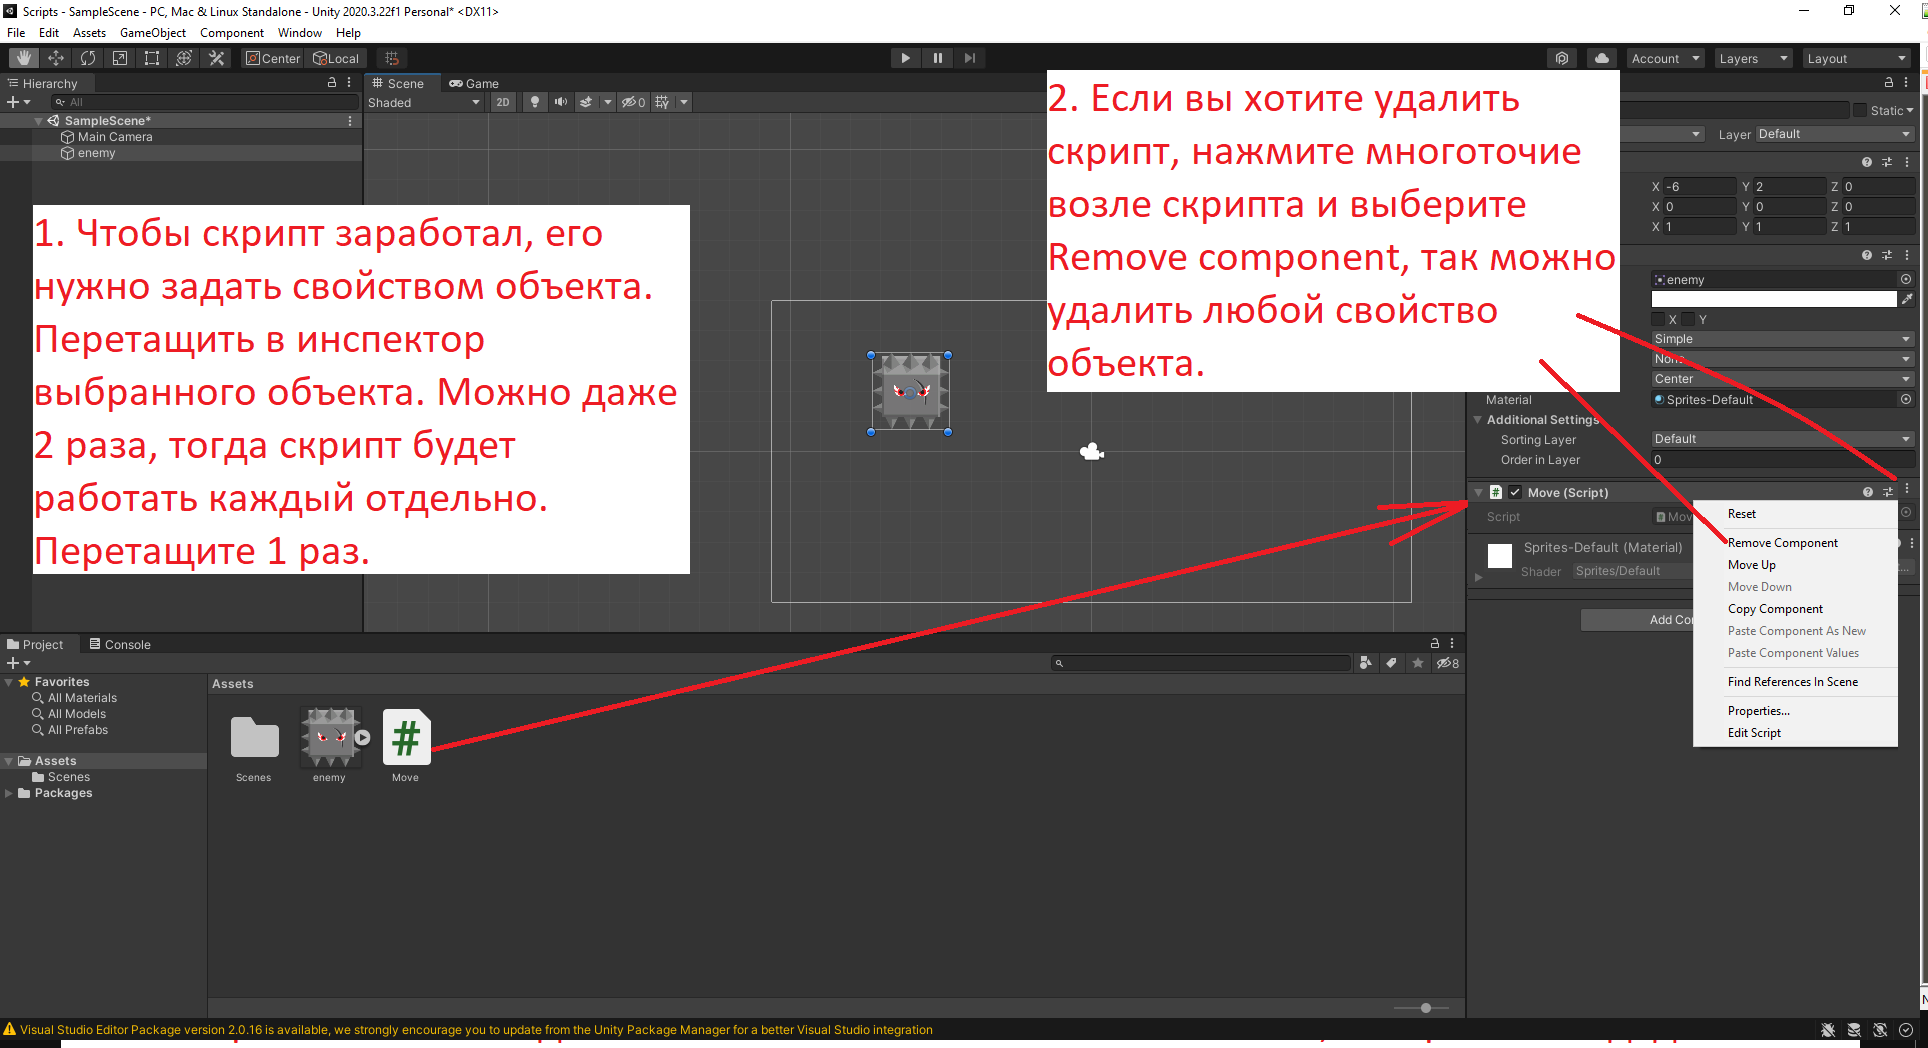 Scripts - SampleScene - PC, Mac & Linux Standalone - Unity 2020.3.22f1 Personal* <DX11>
File Edit Assets GameObject Component Window Help
Center Local Account Layers Layout
Hierarchy
All
SampleScene*
Main Camera
enemy
Scene Game
Shaded 2D 0
1. Чтобы скрипт заработал, его
нужно задать свойством объекта.
Перетащить в инспектор
выбранного объекта. Можно даже
2 раза, тогда скрипт будет
работать каждый отдельно.
Перетащите 1 раз.
2. Если вы хотите удалить
скрипт, нажмите многоточие
возле скрипта и выберите
Remove component, так можно
удалить любой свойство
объекта.
Static
Layer Default
X -6 Y 2 Z 0
X 0 Y 0 Z 0
X 1 Y 1 Z 1
enemy
X Y
Simple
None
Center
Material Sprites-Default
Additional Settings
Sorting Layer Default
Order in Layer 0
# Move (Script)
Script Mov
Sprites-Default (Material)
Shader Sprites/Default
Add Co
Reset
Remove Component
Move Up
Move Down
Copy Component
Paste Component As New
Paste Component Values
Find References In Scene
Properties...
Edit Script
Project Console
8
Favorites
All Materials
All Models
All Prefabs
Assets
Scenes
Packages
Assets
#
Scenes enemy Move
Visual Studio Editor Package version 2.0.16 is available, we strongly encourage you to update from the Unity Package Manager for a better Visual Studio integration